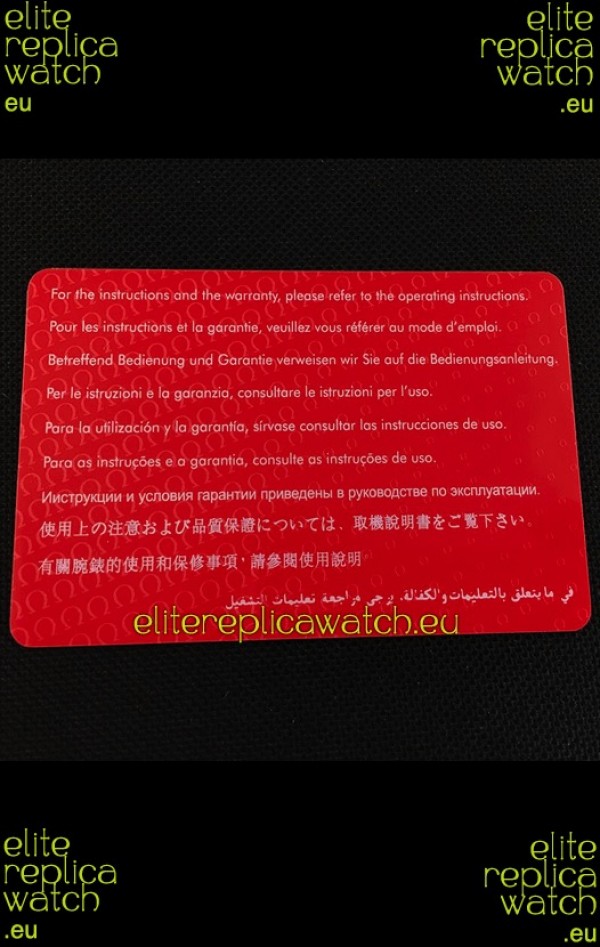 elite
replica
watch
.eu
elite
replica
watch
.eu
For the instructions and the warranty, please refer to the operating instructions.
Pour les instructions et la garantie, veuillez vous référer au mode d'emploi.
Betreffend Bedienung und Garantie verweisen wir Sie auf die Bedienungsanleitung.
Per le istruzioni e la garanzia, consultare le istruzioni per l'uso.
Para la utilización y la garantía, sírvase consultar las instrucciones de uso.
Para as instruções e a garantia, consulte as instruções de uso.
Инструкции и условия гарантии приведены в руководстве по эксплуатации.
使用上の注意および品質保證については、取機說明書をご覧下さい。
有關腕錶的使用和保修事項，請參閱使用說明
في ما يتعلق بالتعليمات والكفالة، يرجى مراجعة تعليمات التشغيل
elitereplicawatch.eu
elite
replica
watch
.eu
elite
replica
watch
.eu